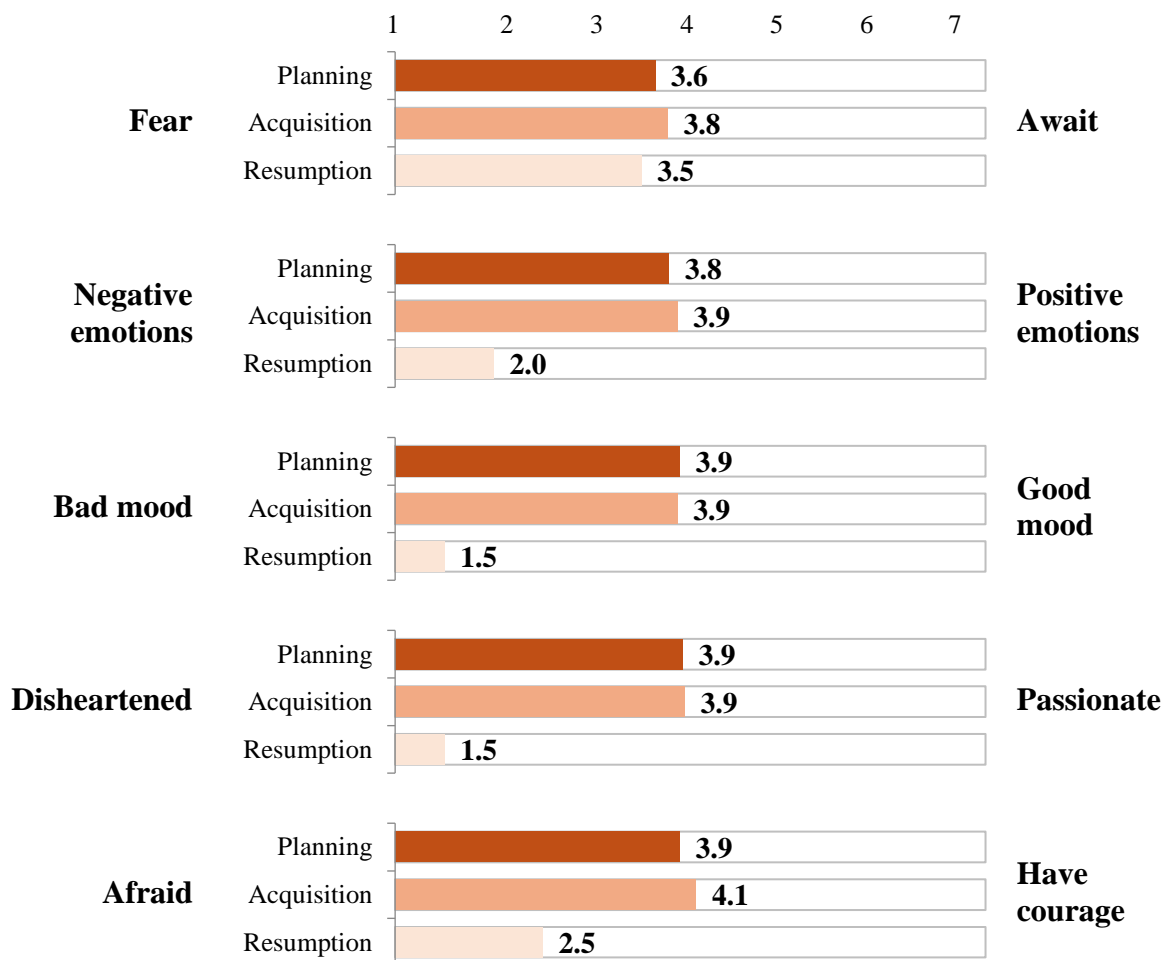 1 2 3 4 5 6 7
Planning 3.6
Fear Acquisition 3.8 Await
Resumption 3.5
Planning 3.8
Negative
emotions
Acquisition 3.9
Positive
emotions
Resumption 2.0
Planning 3.9
Bad mood Acquisition 3.9
Good
mood
Resumption 1.5
Planning 3.9
Disheartened Acquisition 3.9 Passionate
Resumption 1.5
Planning 3.9
Afraid Acquisition 4.1
Have
courage
Resumption 2.5